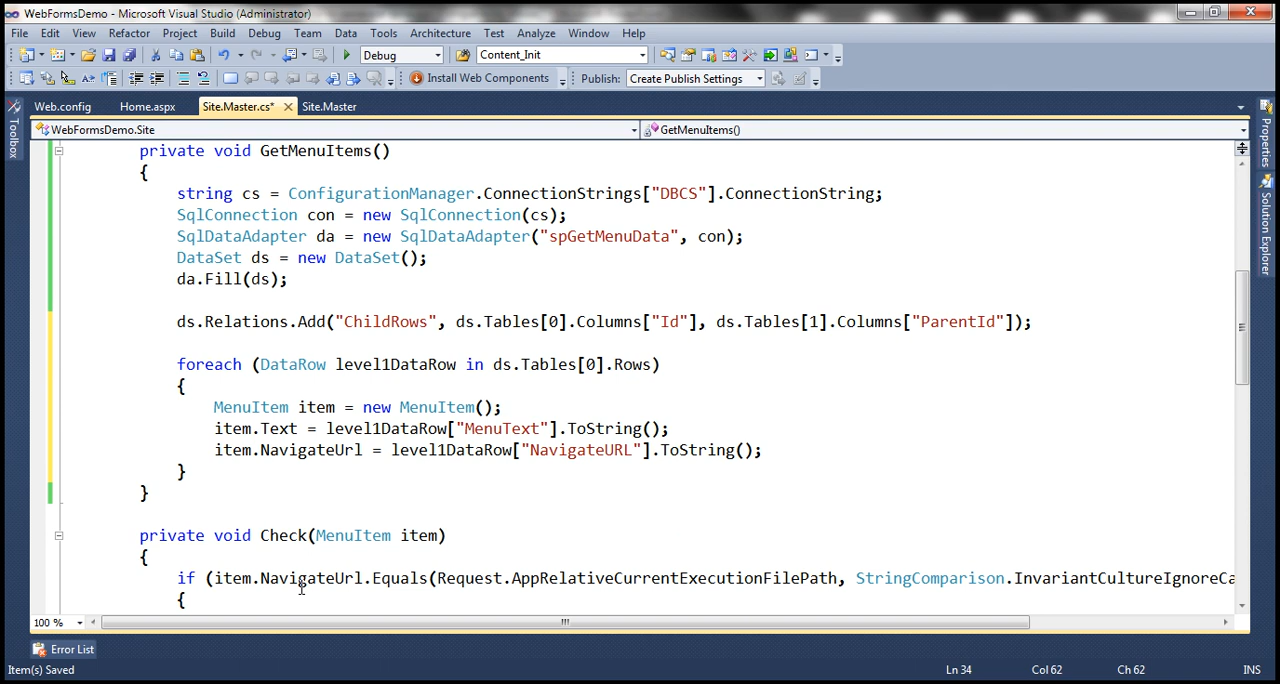 WebFormsDemo - Microsoft Visual Studio (Administrator)
File Edit View Refactor Project Build Debug Team Data Tools Architecture Test Analyze Window Help
Debug Content_Init
Install Web Components Publish: Create Publish Settings
Web.config Home.aspx Site.Master.cs* Site.Master
WebFormsDemo.Site GetMenuItems()
Toolbox
Properties
Solution Explorer
private void GetMenuItems()
{
string cs = ConfigurationManager.ConnectionStrings["DBCS"].ConnectionString;
SqlConnection con = new SqlConnection(cs);
SqlDataAdapter da = new SqlDataAdapter("spGetMenuData", con);
DataSet ds = new DataSet();
da.Fill(ds);
ds.Relations.Add("ChildRows", ds.Tables[0].Columns["Id"], ds.Tables[1].Columns["ParentId"]);
foreach (DataRow level1DataRow in ds.Tables[0].Rows)
{
MenuItem item = new MenuItem();
item.Text = level1DataRow["MenuText"].ToString();
item.NavigateUrl = level1DataRow["NavigateURL"].ToString();
}
}
private void Check(MenuItem item)
{
if (item.NavigateUrl.Equals(Request.AppRelativeCurrentExecutionFilePath, StringComparison.InvariantCultureIgnoreCa
{
100 %
Error List
Item(s) Saved Ln 34 Col 62 Ch 62 INS